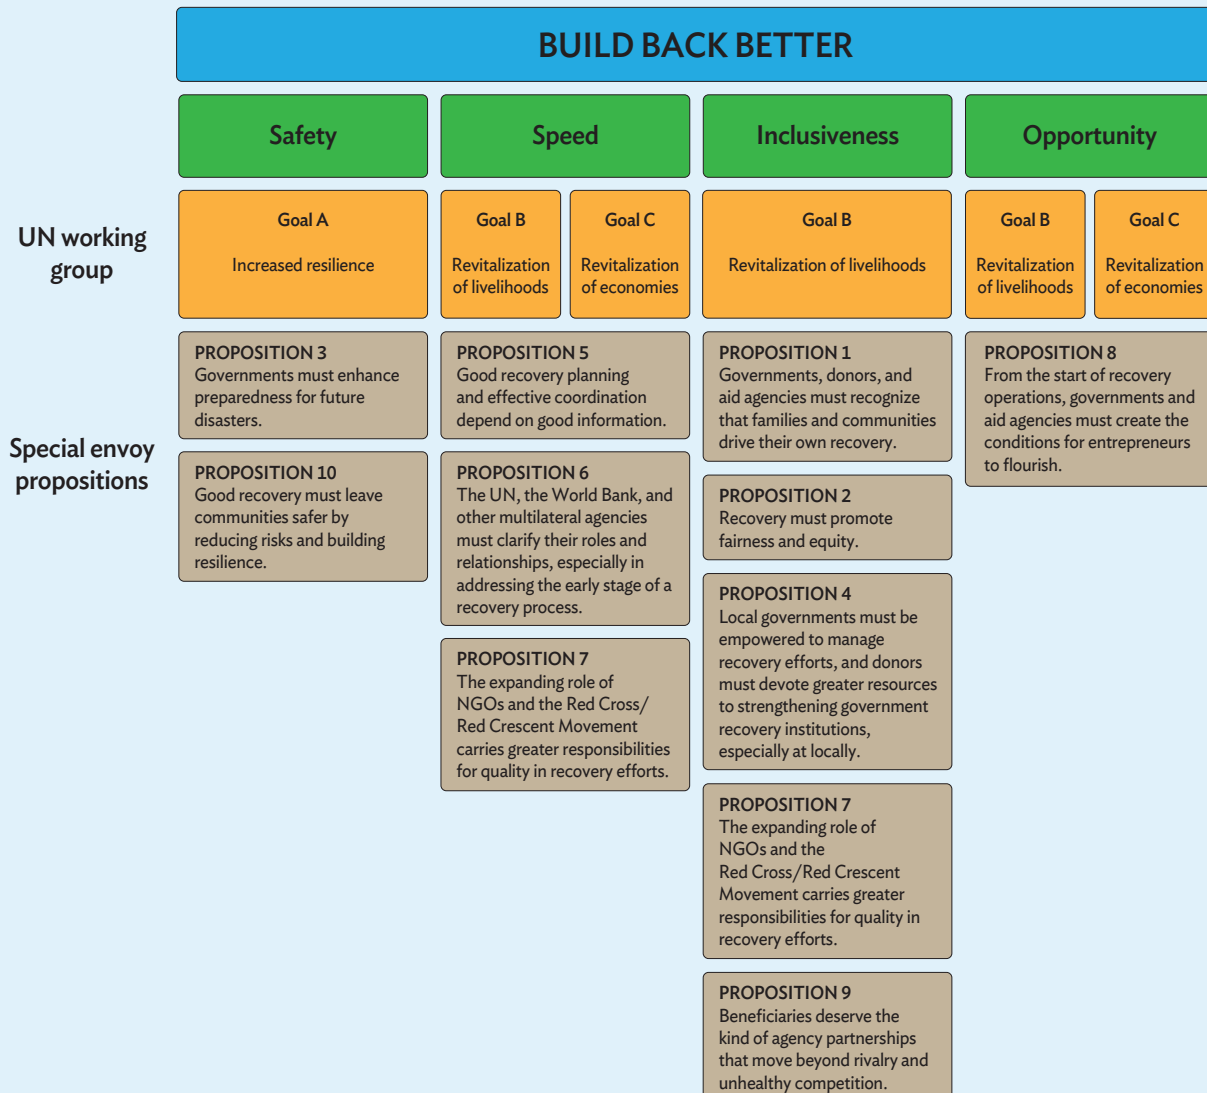 BUILD BACK BETTER
Safety
Speed
Inclusiveness
Opportunity
UN working
group
Goal A
Increased resilience
Goal B
Revitalization
of livelihoods
Goal C
Revitalization
of economies
Goal B
Revitalization of livelihoods
Goal B
Revitalization
of livelihoods
Goal C
Revitalization
of economies
Special envoy
propositions
PROPOSITION 3
Governments must enhance
preparedness for future
disasters.
PROPOSITION 10
Good recovery must leave
communities safer by
reducing risks and building
resilience.
PROPOSITION 5
Good recovery planning
and effective coordination
depend on good information.
PROPOSITION 6
The UN, the World Bank, and
other multilateral agencies
must clarify their roles and
relationships, especially in
addressing the early stage of a
recovery process.
PROPOSITION 7
The expanding role of
NGOs and the Red Cross/
Red Crescent Movement
carries greater responsibilities
for quality in recovery efforts.
PROPOSITION 1
Governments, donors, and
aid agencies must recognize
that families and communities
drive their own recovery.
PROPOSITION 2
Recovery must promote
fairness and equity.
PROPOSITION 4
Local governments must be
empowered to manage
recovery efforts, and donors
must devote greater resources
to strengthening government
recovery institutions,
especially at locally.
PROPOSITION 7
The expanding role of
NGOs and the
Red Cross/Red Crescent
Movement carries greater
responsibilities for quality in
recovery efforts.
PROPOSITION 9
Beneficiaries deserve the
kind of agency partnerships
that move beyond rivalry and
unhealthy competition.
PROPOSITION 8
From the start of recovery
operations, governments and
aid agencies must create the
conditions for entrepreneurs
to flourish.